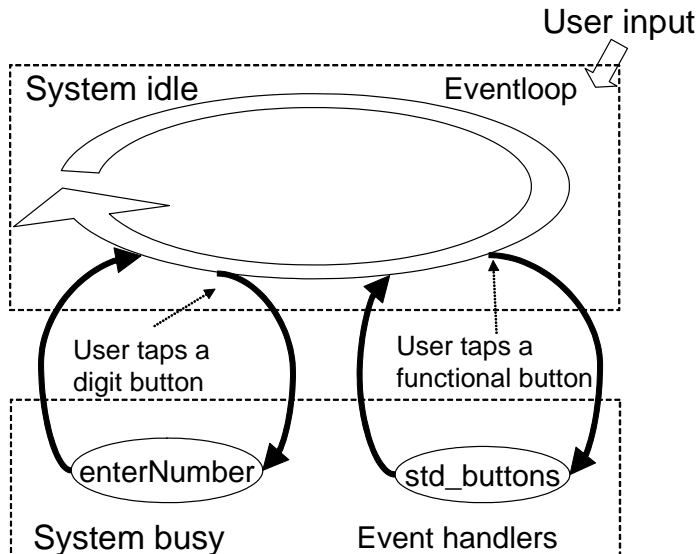 User input
System idle
Eventloop
User taps a
digit button
User taps a
functional button
enterNumber
std_buttons
System busy
Event handlers